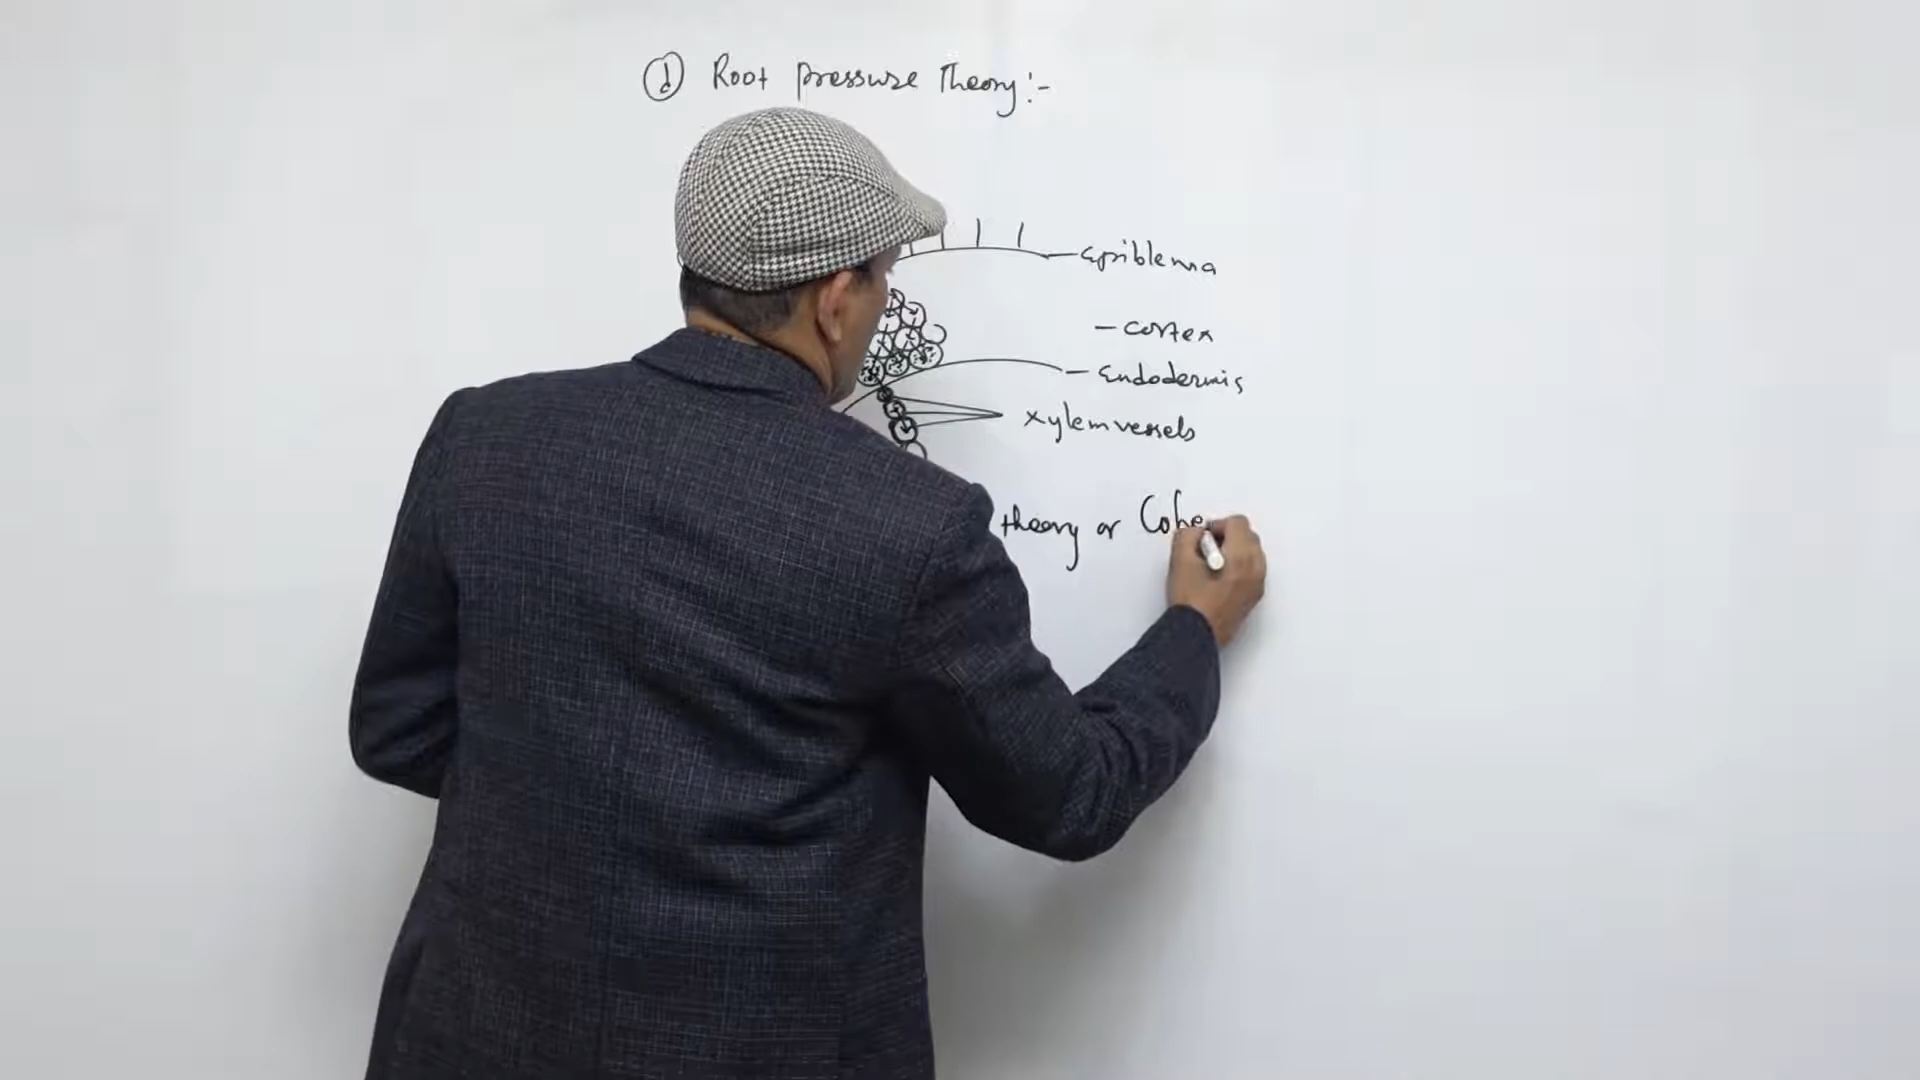 ① Root pressure Theory:-
Epiblema
- Cortex
- Endodermis
xylem vessels
theory or Cohe